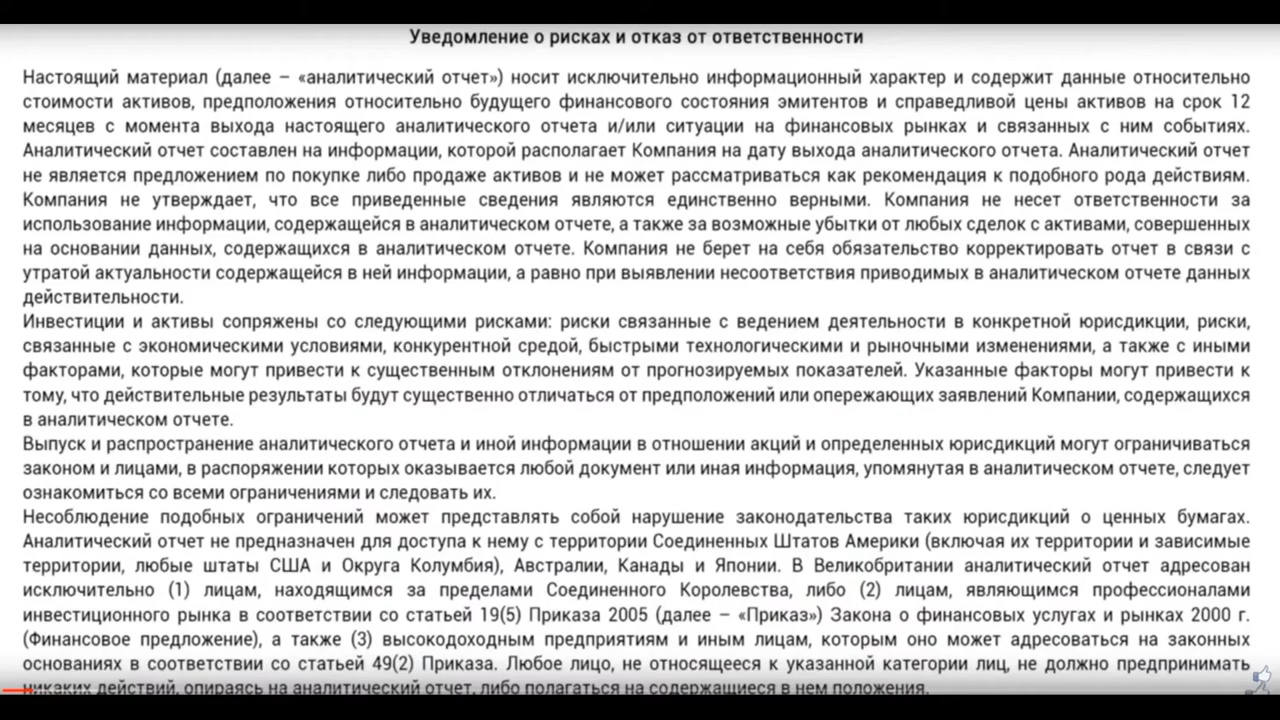 Уведомление о рисках и отказ от ответственности
Настоящий материал (далее – «аналитический отчет») носит исключительно информационный характер и содержит данные относительно
стоимости активов, предположения относительно будущего финансового состояния эмитентов и справедливой цены активов на срок 12
месяцев с момента выхода настоящего аналитического отчета и/или ситуации на финансовых рынках и связанных с ним событиях.
Аналитический отчет составлен на информации, которой располагает Компания на дату выхода аналитического отчета. Аналитический отчет
не является предложением по покупке либо продаже активов и не может рассматриваться как рекомендация к подобного рода действиям.
Компания не утверждает, что все приведенные сведения являются единственно верными. Компания не несет ответственности за
использование информации, содержащейся в аналитическом отчете, а также за возможные убытки от любых сделок с активами, совершенных
на основании данных, содержащихся в аналитическом отчете. Компания не берет на себя обязательство корректировать отчет в связи с
утратой актуальности содержащейся в ней информации, а равно при выявлении несоответствия приводимых в аналитическом отчете данных
действительности.
Инвестиции и активы сопряжены со следующими рисками: риски связанные с ведением деятельности в конкретной юрисдикции, риски,
связанные с экономическими условиями, конкурентной средой, быстрыми технологическими и рыночными изменениями, а также с иными
факторами, которые могут привести к существенным отклонениям от прогнозируемых показателей. Указанные факторы могут привести к
тому, что действительные результаты будут существенно отличаться от предположений или опережающих заявлений Компании, содержащихся
в аналитическом отчете.
Выпуск и распространение аналитического отчета и иной информации в отношении акций и определенных юрисдикций могут ограничиваться
законом и лицами, в распоряжении которых оказывается любой документ или иная информация, упомянутая в аналитическом отчете, следует
ознакомиться со всеми ограничениями и следовать их.
Несоблюдение подобных ограничений может представлять собой нарушение законодательства таких юрисдикций о ценных бумагах.
Аналитический отчет не предназначен для доступа к нему с территории Соединенных Штатов Америки (включая их территории и зависимые
территории, любые штаты США и Округа Колумбия), Австралии, Канады и Японии. В Великобритании аналитический отчет адресован
исключительно (1) лицам, находящимся за пределами Соединенного Королевства, либо (2) лицам, являющимся профессионалами
инвестиционного рынка в соответствии со статьей 19(5) Приказа 2005 (далее – «Приказ») Закона о финансовых услугах и рынках 2000 г.
(Финансовое предложение), а также (3) высокодоходным предприятиям и иным лицам, которым оно может адресоваться на законных
основаниях в соответствии со статьей 49(2) Приказа. Любое лицо, не относящееся к указанной категории лиц, не должно предпринимать
никаких действий, опираясь на аналитический отчет, либо полагаться на содержащиеся в нем положения.